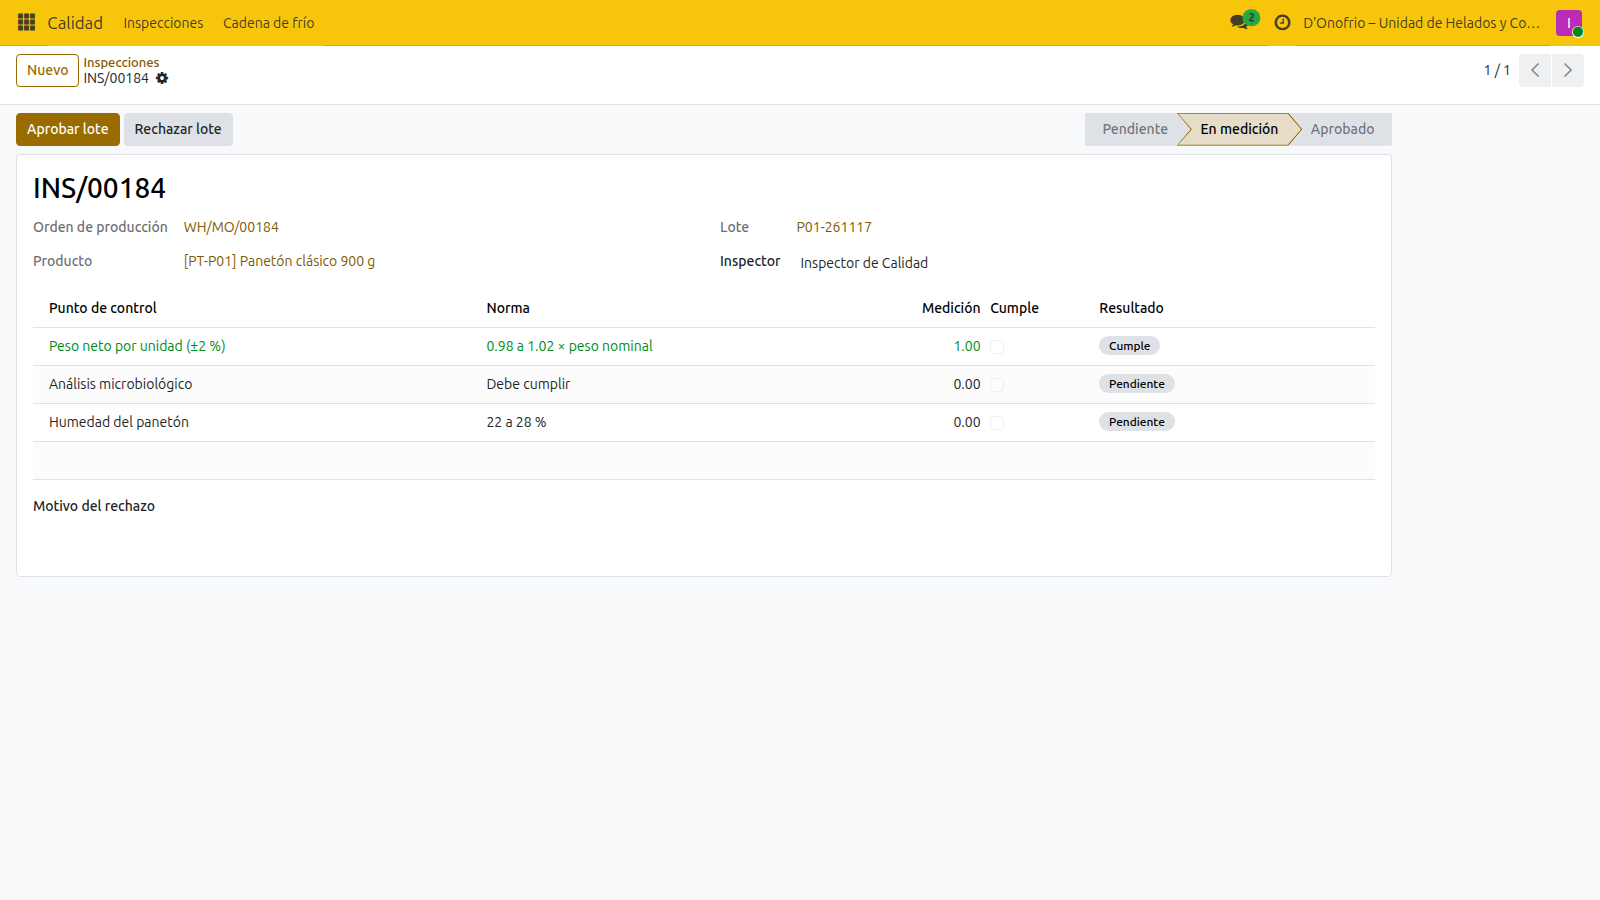 Calidad Inspecciones Cadena de frío 2 D'Onofrio – Unidad de Helados y Co... I
Nuevo Inspecciones
INS/00184
1 / 1
Aprobar lote Rechazar lote Pendiente En medición Aprobado
INS/00184
Orden de producción WH/MO/00184 Lote P01-261117
Producto [PT-P01] Panetón clásico 900 g Inspector Inspector de Calidad
Punto de control Norma Medición Cumple Resultado
Peso neto por unidad (±2 %) 0.98 a 1.02 × peso nominal 1.00 Cumple
Análisis microbiológico Debe cumplir 0.00 Pendiente
Humedad del panetón 22 a 28 % 0.00 Pendiente
Motivo del rechazo